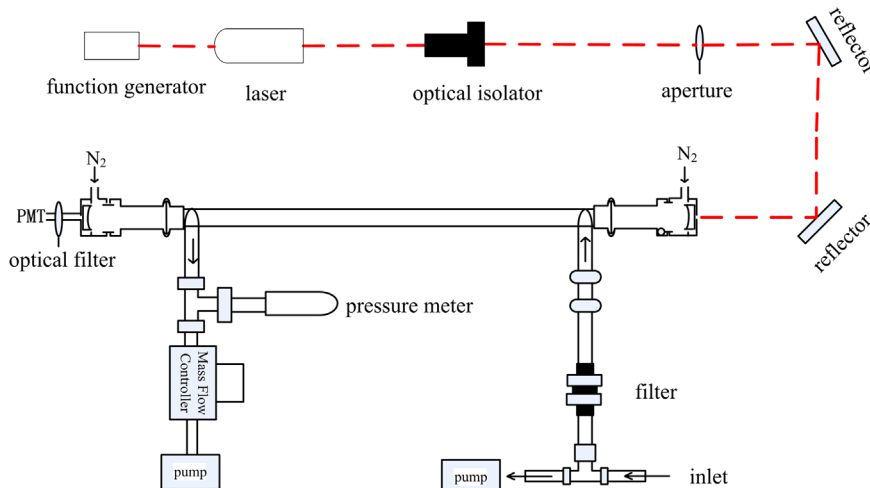 function generator
laser
optical isolator
aperture
reflector
N₂
N₂
PMT
optical filter
reflector
pressure meter
Mass Flow
Controller
filter
pump
pump
inlet